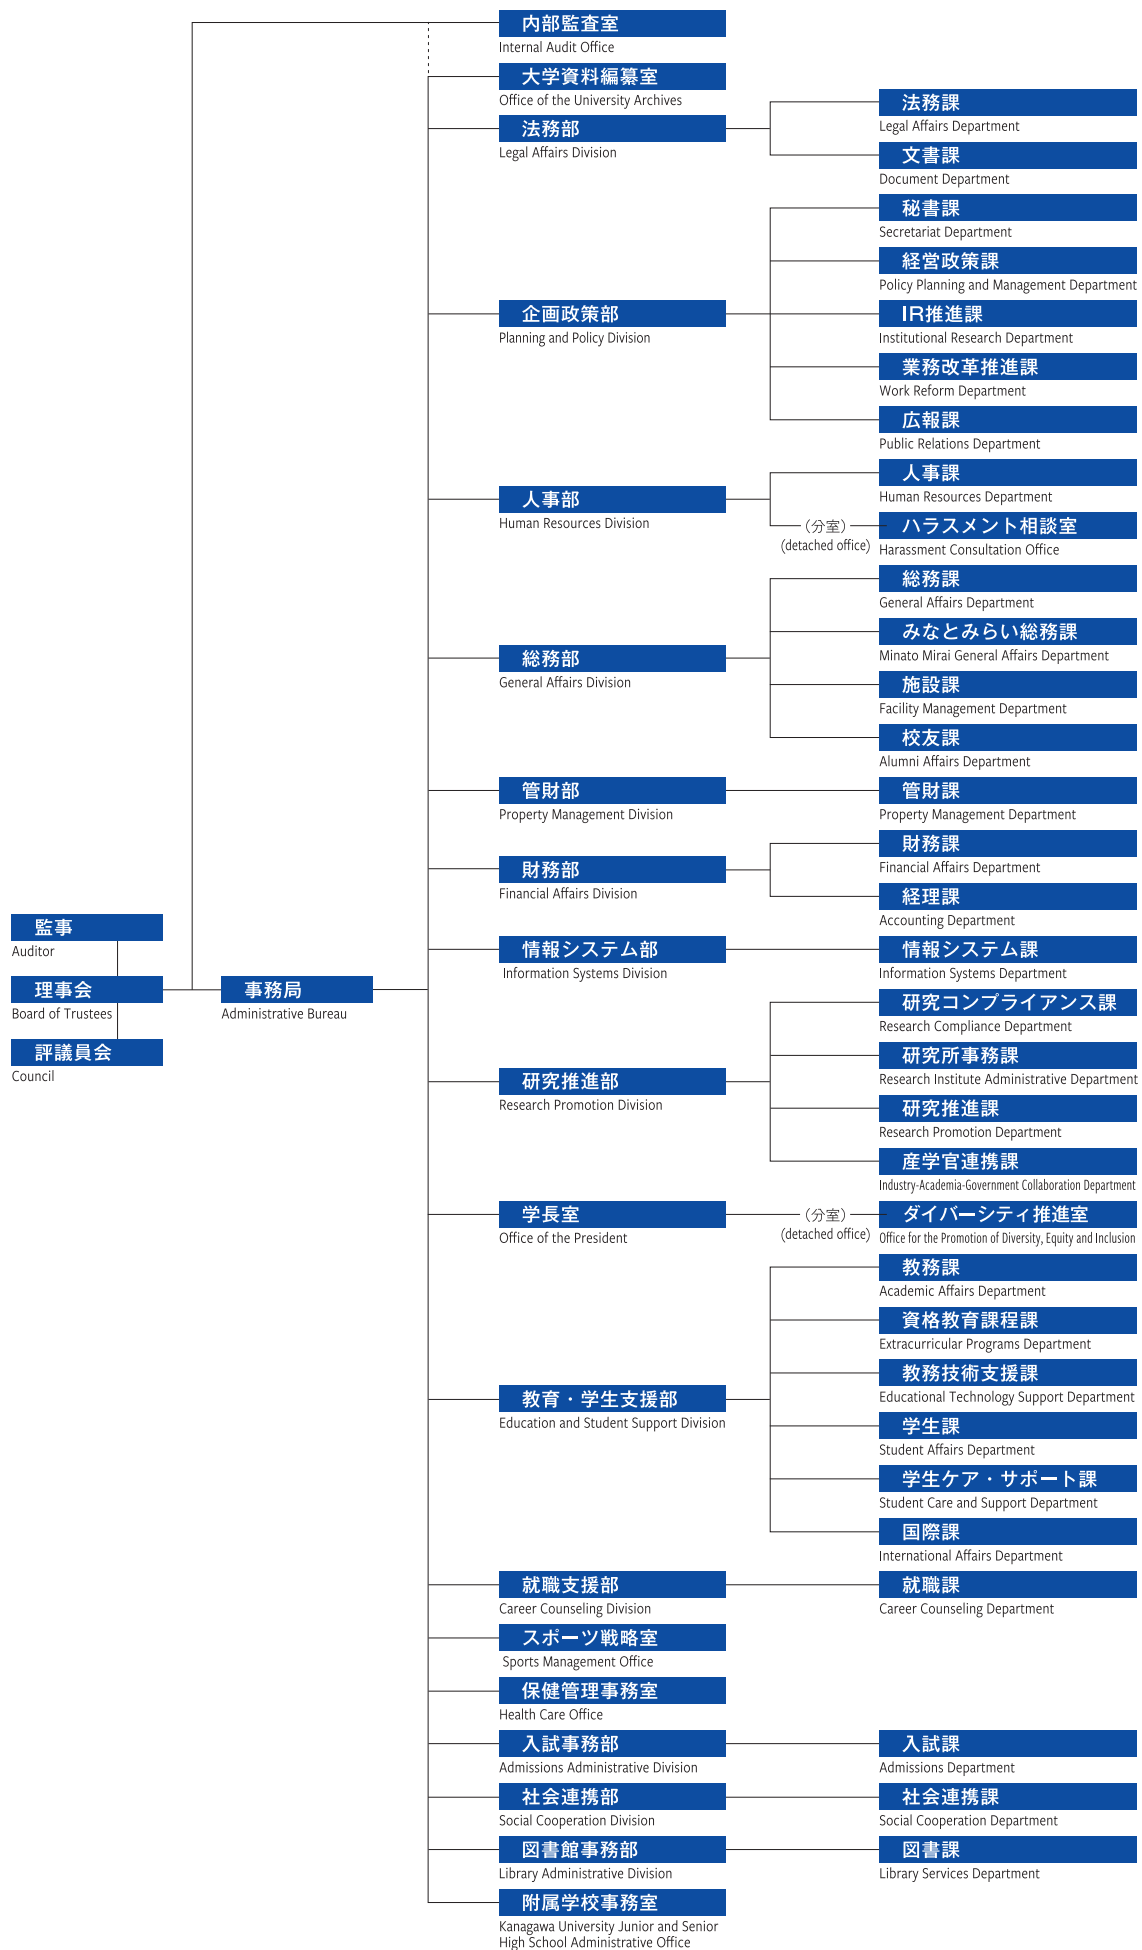 内部監査室
Internal Audit Office
大学資料編纂室
Office of the University Archives
法務部
Legal Affairs Division
法務課
Legal Affairs Department
文書課
Document Department
企画政策部
Planning and Policy Division
秘書課
Secretariat Department
経営政策課
Policy Planning and Management Department
IR推進課
Institutional Research Department
業務改革推進課
Work Reform Department
広報課
Public Relations Department
人事部
Human Resources Division
人事課
Human Resources Department
（分室）
(detached office)
ハラスメント相談室
Harassment Consultation Office
総務部
General Affairs Division
総務課
General Affairs Department
みなとみらい総務課
Minato Mirai General Affairs Department
施設課
Facility Management Department
校友課
Alumni Affairs Department
管財部
Property Management Division
管財課
Property Management Department
財務部
Financial Affairs Division
財務課
Financial Affairs Department
経理課
Accounting Department
監事
Auditor
理事会
Board of Trustees
評議員会
Council
事務局
Administrative Bureau
情報システム部
Information Systems Division
情報システム課
Information Systems Department
研究推進部
Research Promotion Division
研究コンプライアンス課
Research Compliance Department
研究所事務課
Research Institute Administrative Department
研究推進課
Research Promotion Department
産学官連携課
Industry-Academia-Government Collaboration Department
学長室
Office of the President
（分室）
(detached office)
ダイバーシティ推進室
Office for the Promotion of Diversity, Equity and Inclusion
教育・学生支援部
Education and Student Support Division
教務課
Academic Affairs Department
資格教育課程課
Extracurricular Programs Department
教務技術支援課
Educational Technology Support Department
学生課
Student Affairs Department
学生ケア・サポート課
Student Care and Support Department
国際課
International Affairs Department
就職支援部
Career Counseling Division
就職課
Career Counseling Department
スポーツ戦略室
Sports Management Office
保健管理事務室
Health Care Office
入試事務部
Admissions Administrative Division
入試課
Admissions Department
社会連携部
Social Cooperation Division
社会連携課
Social Cooperation Department
図書館事務部
Library Administrative Division
図書課
Library Services Department
附属学校事務室
Kanagawa University Junior and Senior
High School Administrative Office